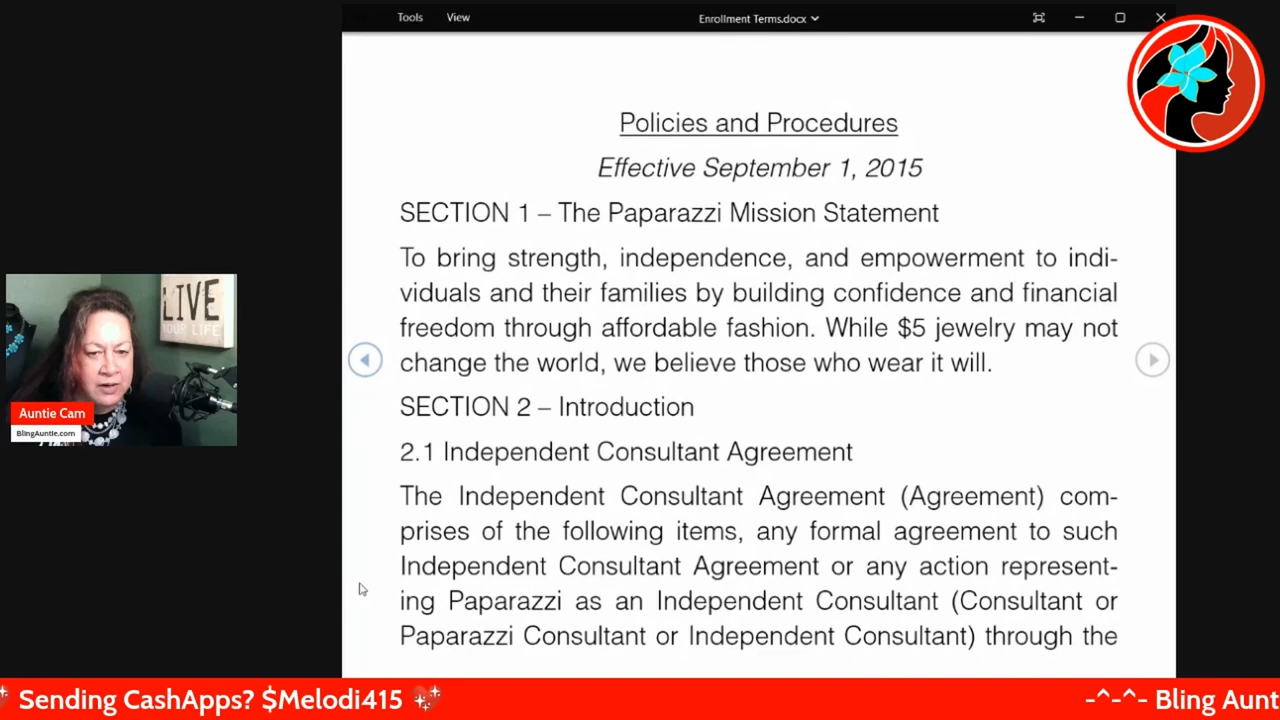 Tools View Enrollment Terms.docx
Policies and Procedures
Effective September 1, 2015
SECTION 1 – The Paparazzi Mission Statement
To bring strength, independence, and empowerment to indi-
viduals and their families by building confidence and financial
freedom through affordable fashion. While $5 jewelry may not
change the world, we believe those who wear it will.
SECTION 2 – Introduction
2.1 Independent Consultant Agreement
The Independent Consultant Agreement (Agreement) com-
prises of the following items, any formal agreement to such
Independent Consultant Agreement or any action represent-
ing Paparazzi as an Independent Consultant (Consultant or
Paparazzi Consultant or Independent Consultant) through the
LIVE
YOUR LIFE
Auntie Cam
BlingAuntie.com
Sending CashApps? $Melodi415 -^-^- Bling Aunt